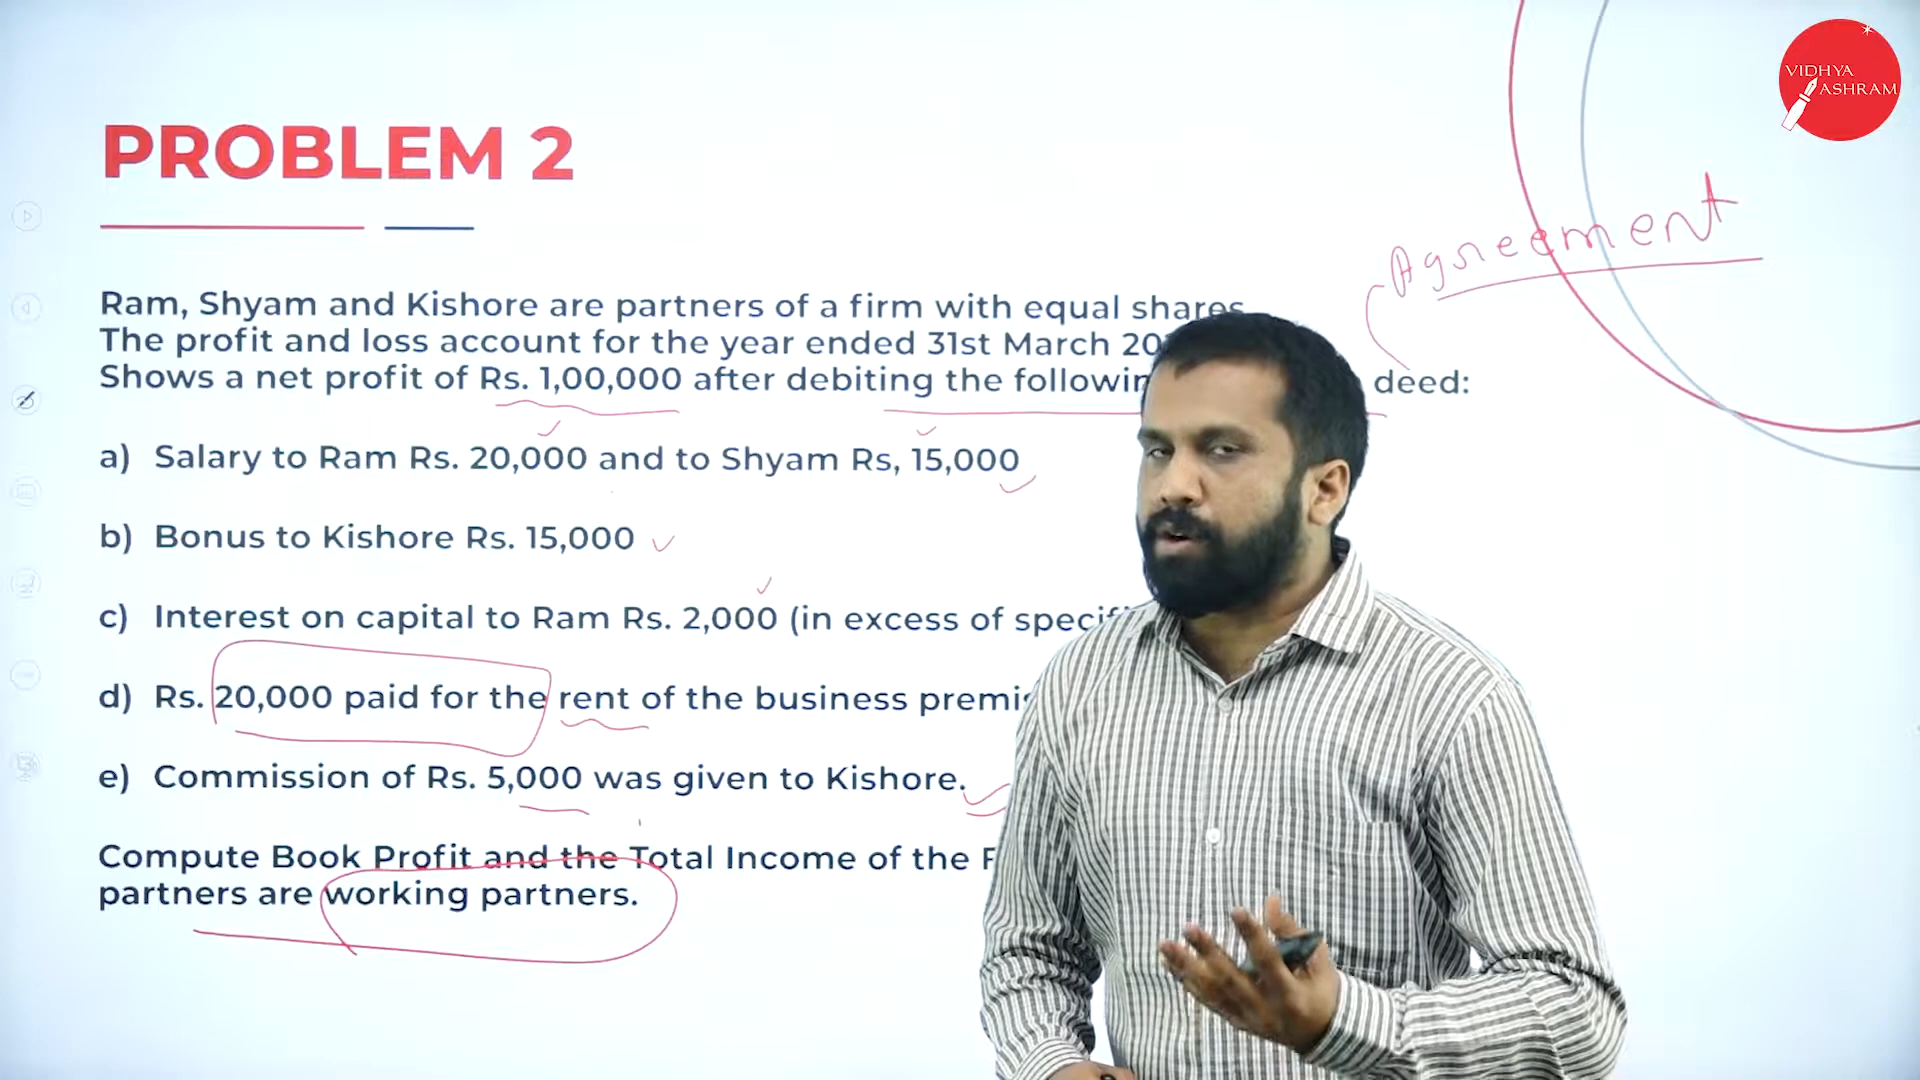 VIDHYA
ASHRAM
PROBLEM 2
Agreement
Ram, Shyam and Kishore are partners of a firm with equal shares
The profit and loss account for the year ended 31st March
Shows a net profit of Rs. 1,00,000 after debiting the deed:
a) Salary to Ram Rs. 20,000 and to Shyam Rs, 15,000
b) Bonus to Kishore Rs. 15,000
c) Interest on capital to Ram Rs. 2,000 (in excess of
d) Rs. 20,000 paid for the rent of the business
e) Commission of Rs. 5,000 was given to Kishore.
Compute Book Profit and the Total Income of the
partners are working partners.